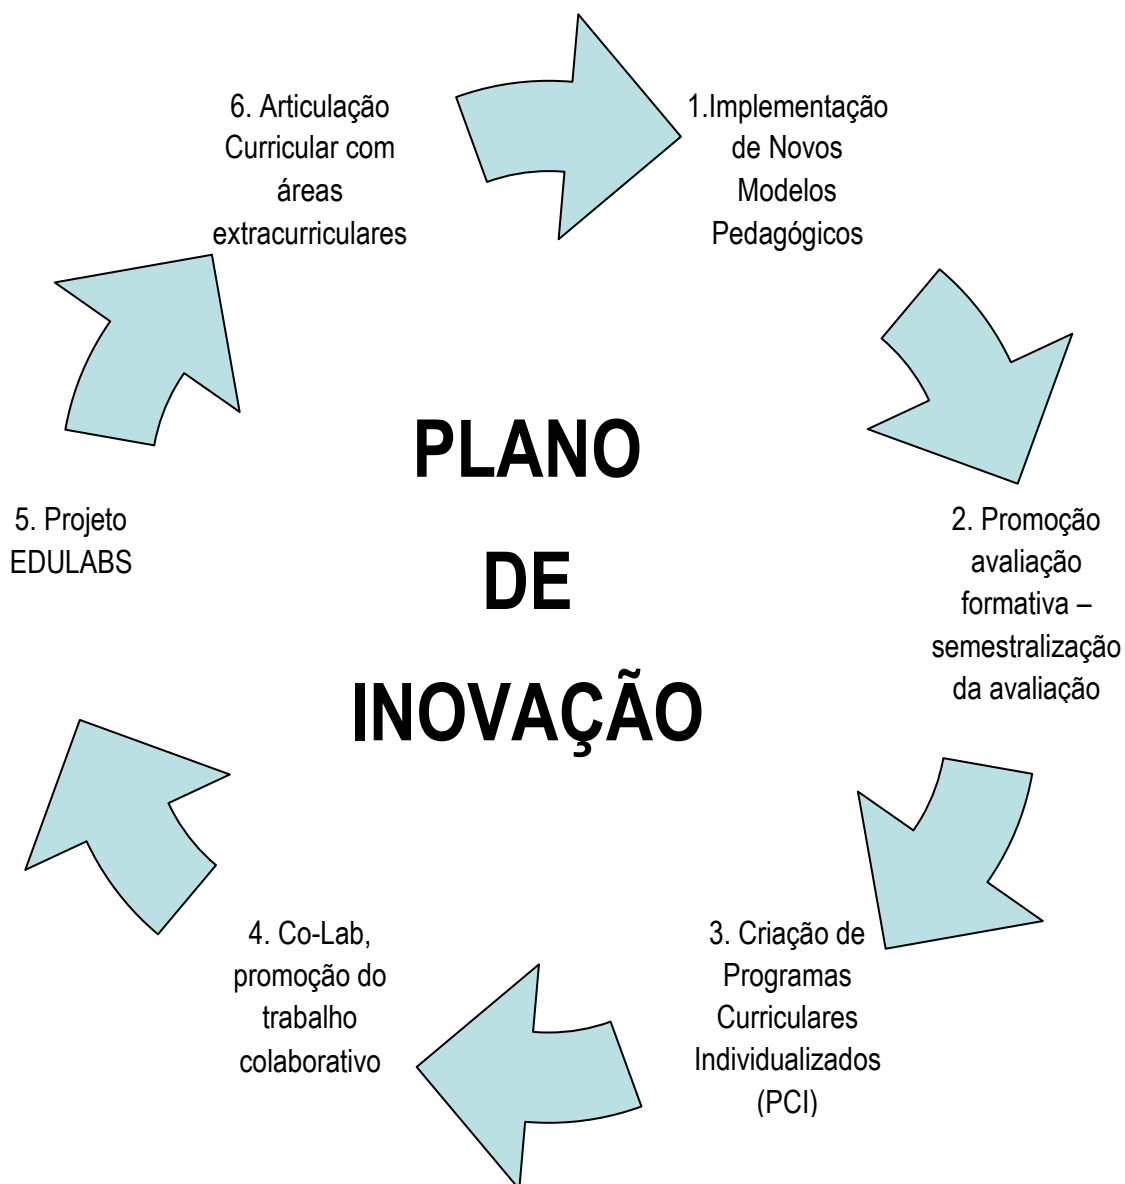 PLANO
DE
INOVAÇÃO
1.Implementação
de Novos
Modelos
Pedagógicos
2. Promoção
avaliação
formativa –
semestralização
da avaliação
3. Criação de
Programas
Curriculares
Individualizados
(PCI)
4. Co-Lab,
promoção do
trabalho
colaborativo
5. Projeto
EDULABS
6. Articulação
Curricular com
áreas
extracurriculares